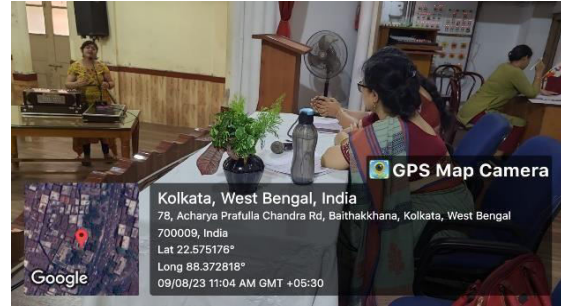 GPS Map Camera
Kolkata, West Bengal, India
78, Acharya Prafulla Chandra Rd, Baithakkhana, Kolkata, West Bengal
700009, India
Lat 22.575176°
Long 88.372818°
09/08/23 11:04 AM GMT +05:30
Google